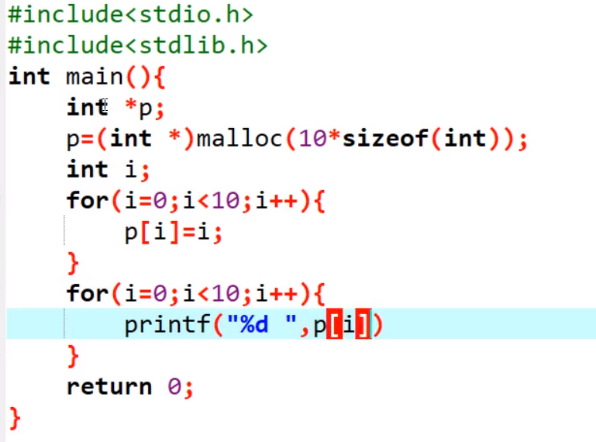 #include<stdio.h>
#include<stdlib.h>
int main(){
    int *p;
    p=(int *)malloc(10*sizeof(int));
    int i;
    for(i=0;i<10;i++){
        p[i]=i;
    }
    for(i=0;i<10;i++){
        printf("%d ",p[i])
    }
    return 0;
}